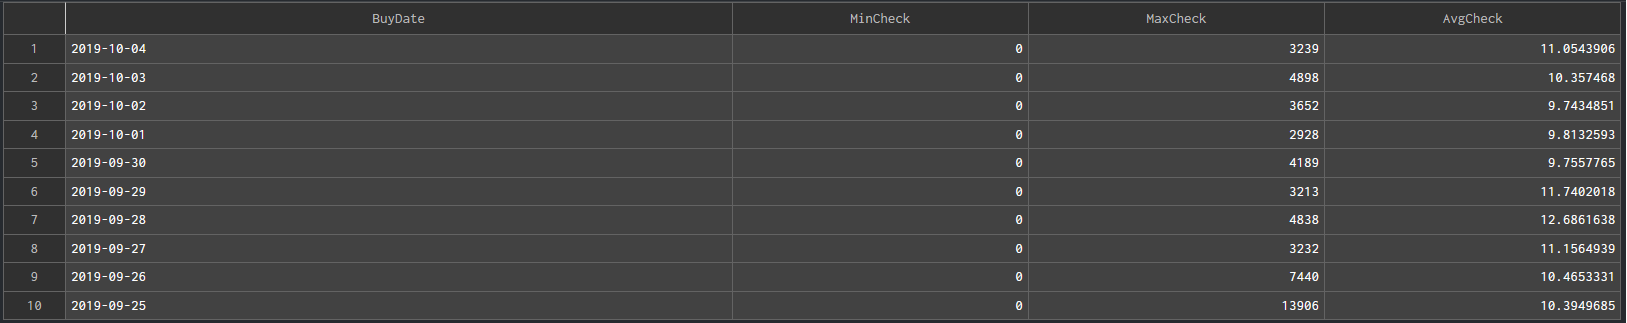 BuyDate MinCheck MaxCheck AvgCheck
1 2019-10-04 0 3239 11.0543906
2 2019-10-03 0 4898 10.357468
3 2019-10-02 0 3652 9.7434851
4 2019-10-01 0 2928 9.8132593
5 2019-09-30 0 4189 9.7557765
6 2019-09-29 0 3213 11.7402018
7 2019-09-28 0 4838 12.6861638
8 2019-09-27 0 3232 11.1564939
9 2019-09-26 0 7440 10.4653331
10 2019-09-25 0 13906 10.3949685